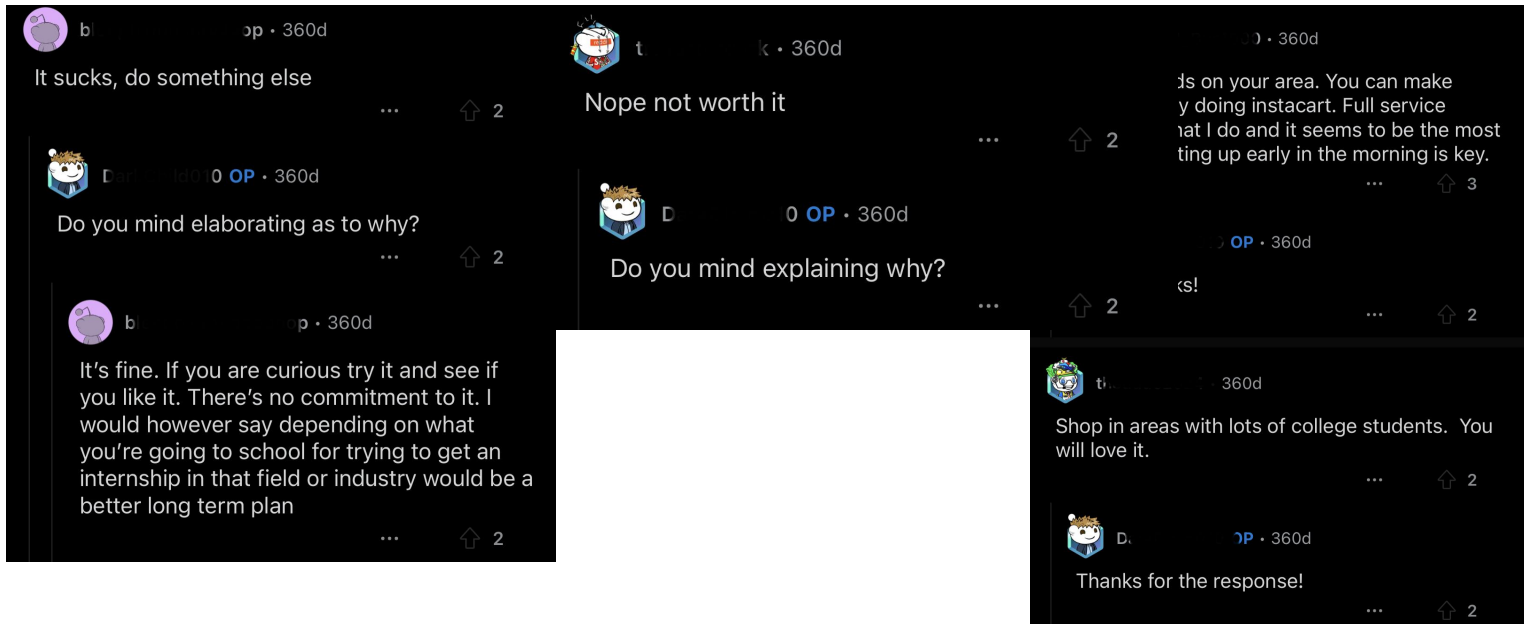 op • 360d
It sucks, do something else
2
0 OP • 360d
Do you mind elaborating as to why?
2
360d
It’s fine. If you are curious try it and see if
you like it. There’s no commitment to it. I
would however say depending on what
you’re going to school for trying to get an
internship in that field or industry would be a
better long term plan
2
k • 360d
Nope not worth it
2
D 0 OP • 360d
Do you mind explaining why?
2
• 360d
on your area. You can make
doing instacart. Full service
I do and it seems to be the most
up early in the morning is key.
3
OP • 360d
2
360d
Shop in areas with lots of college students. You
will love it.
2
• 360d
Thanks for the response!
2